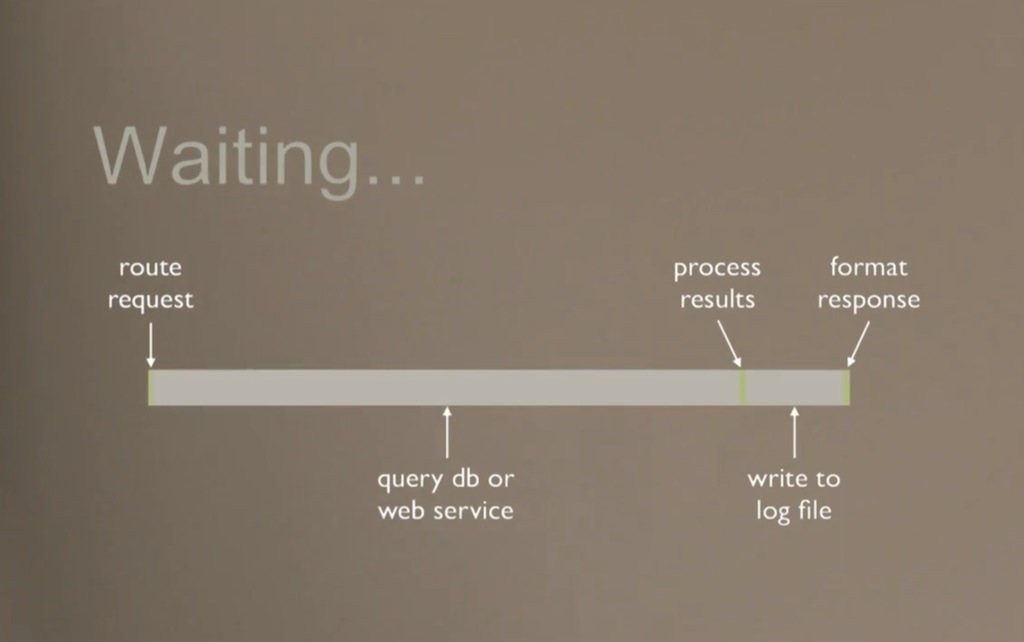 Waiting...
route
request
process
results
format
response
query db or
web service
write to
log file